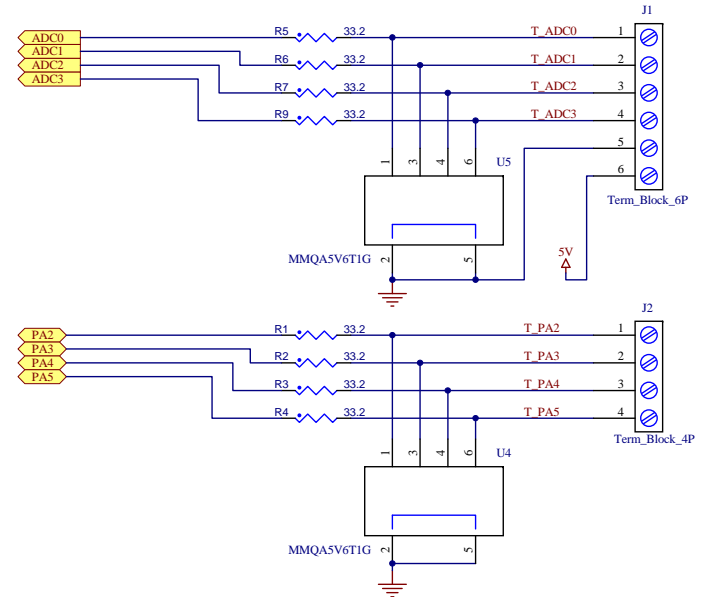 J1
ADC0 R5 33.2 T_ADC0 1
ADC1 R6 33.2 T_ADC1 2
ADC2 R7 33.2 T_ADC2 3
ADC3 R9 33.2 T_ADC3 4
5
1 3 4 6 U5 6
Term_Block_6P
MMQA5V6T1G 2 5 5V
J2
PA2 R1 33.2 T_PA2 1
PA3 R2 33.2 T_PA3 2
PA4 R3 33.2 T_PA4 3
PA5 R4 33.2 T_PA5 4
Term_Block_4P
1 3 4 6 U4
MMQA5V6T1G 2 5